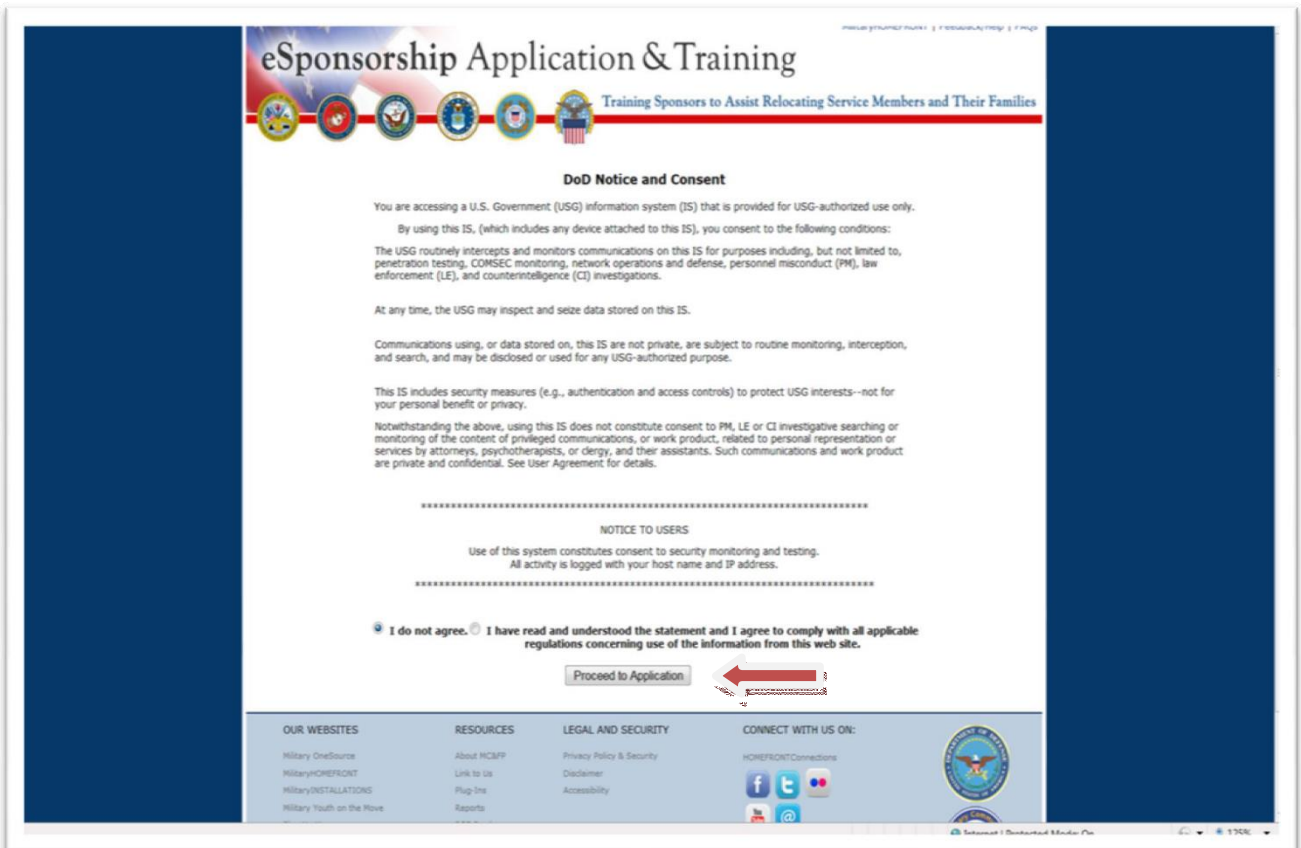 eSponsorship Application & Training
Training Sponsors to Assist Relocating Service Members and Their Families
DoD Notice and Consent
You are accessing a U.S. Government (USG) information system (IS) that is provided for USG-authorized use only.
By using this IS, (which includes any device attached to this IS), you consent to the following conditions:
The USG routinely intercepts and monitors communications on this IS for purposes including, but not limited to,
penetration testing, COMSEC monitoring, network operations and defense, personnel misconduct (PM), law
enforcement (LE), and counterintelligence (CI) investigations.
At any time, the USG may inspect and seize data stored on this IS.
Communications using, or data stored on, this IS are not private, are subject to routine monitoring, interception,
and search, and may be disclosed or used for any USG-authorized purpose.
This IS includes security measures (e.g., authentication and access controls) to protect USG interests--not for
your personal benefit or privacy.
Notwithstanding the above, using this IS does not constitute consent to PM, LE or CI investigative searching or
monitoring of the content of privileged communications, or work product, related to personal representation or
services by attorneys, psychotherapists, or clergy, and their assistants. Such communications and work product
are private and confidential. See User Agreement for details.
NOTICE TO USERS
Use of this system constitutes consent to security monitoring and testing.
All activity is logged with your host name and IP address.
I do not agree. I have read and understood the statement and I agree to comply with all applicable
regulations concerning use of the information from this web site.
Proceed to Application
OUR WEBSITES
Military OneSource
MilitaryHOMEFRONT
MilitaryINSTALLATIONS
Military Youth on the Move
RESOURCES
About MC&FP
Link to Us
Plug-Ins
Reports
LEGAL AND SECURITY
Privacy Policy & Security
Disclaimer
Accessibility
CONNECT WITH US ON:
HOMEFRONTConnections
Internet | Protected Mode: On
125%